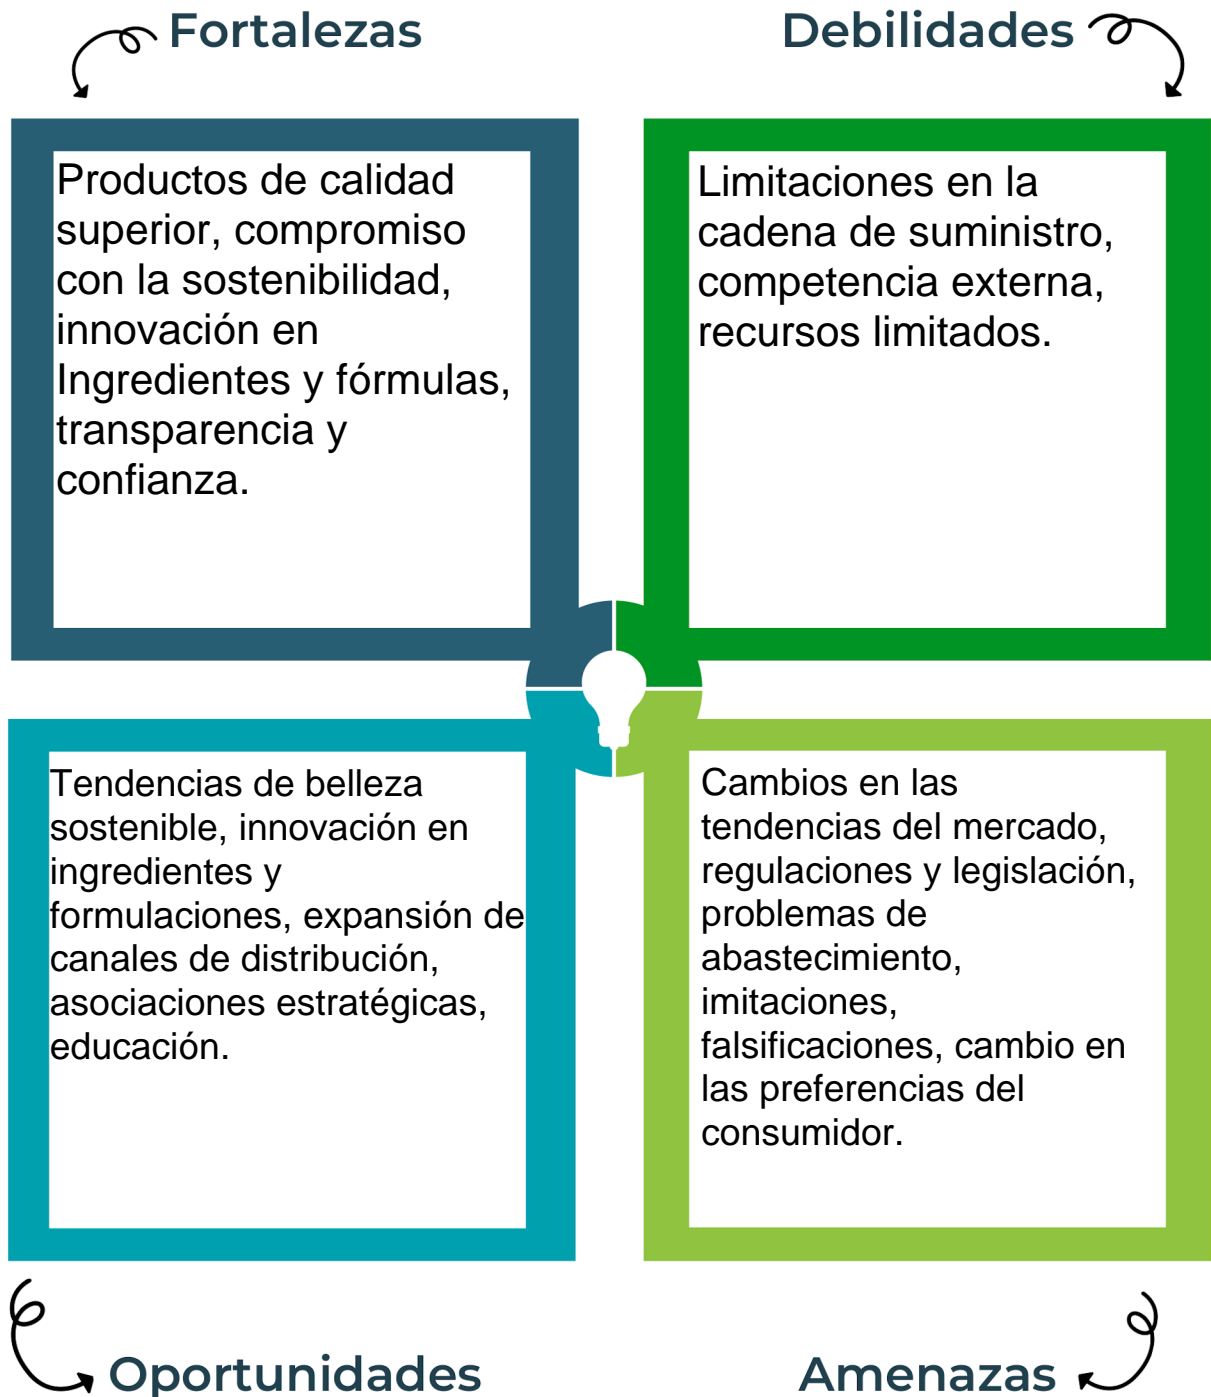 Fortalezas
Productos de calidad
superior, compromiso
con la sostenibilidad,
innovación en
Ingredientes y fórmulas,
transparencia y
confianza.
Debilidades
Limitaciones en la
cadena de suministro,
competencia externa,
recursos limitados.
Tendencias de belleza
sostenible, innovación en
ingredientes y
formulaciones, expansión de
canales de distribución,
asociaciones estratégicas,
educación.
Oportunidades
Cambios en las
tendencias del mercado,
regulaciones y legislación,
problemas de
abastecimiento,
imitaciones,
falsificaciones, cambio en
las preferencias del
consumidor.
Amenazas